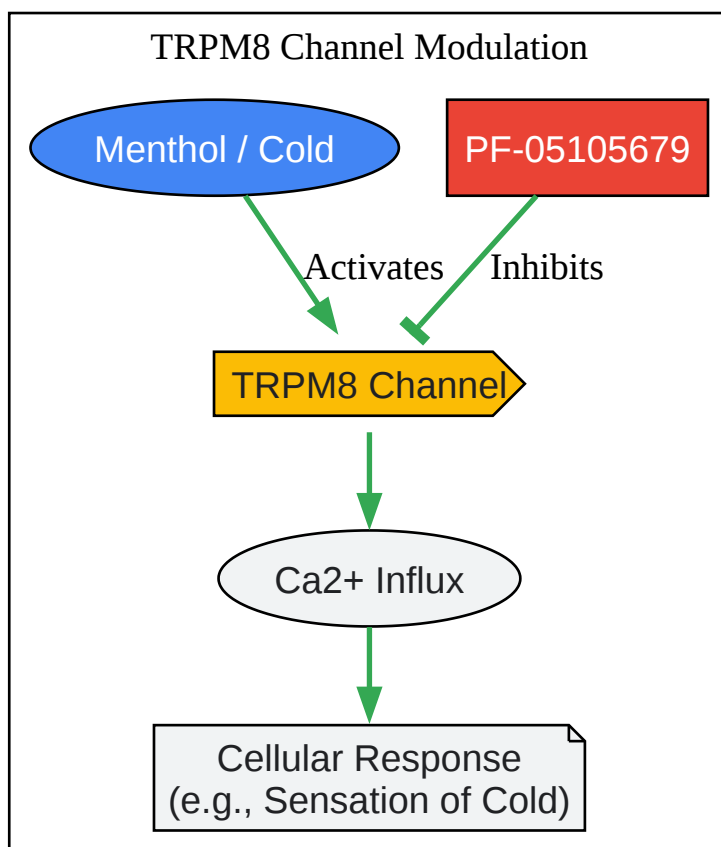 TRPM8 Channel Modulation
Menthol / Cold
PF-05105679
Activates
Inhibits
TRPM8 Channel
Ca2+ Influx
Cellular Response
(e.g., Sensation of Cold)